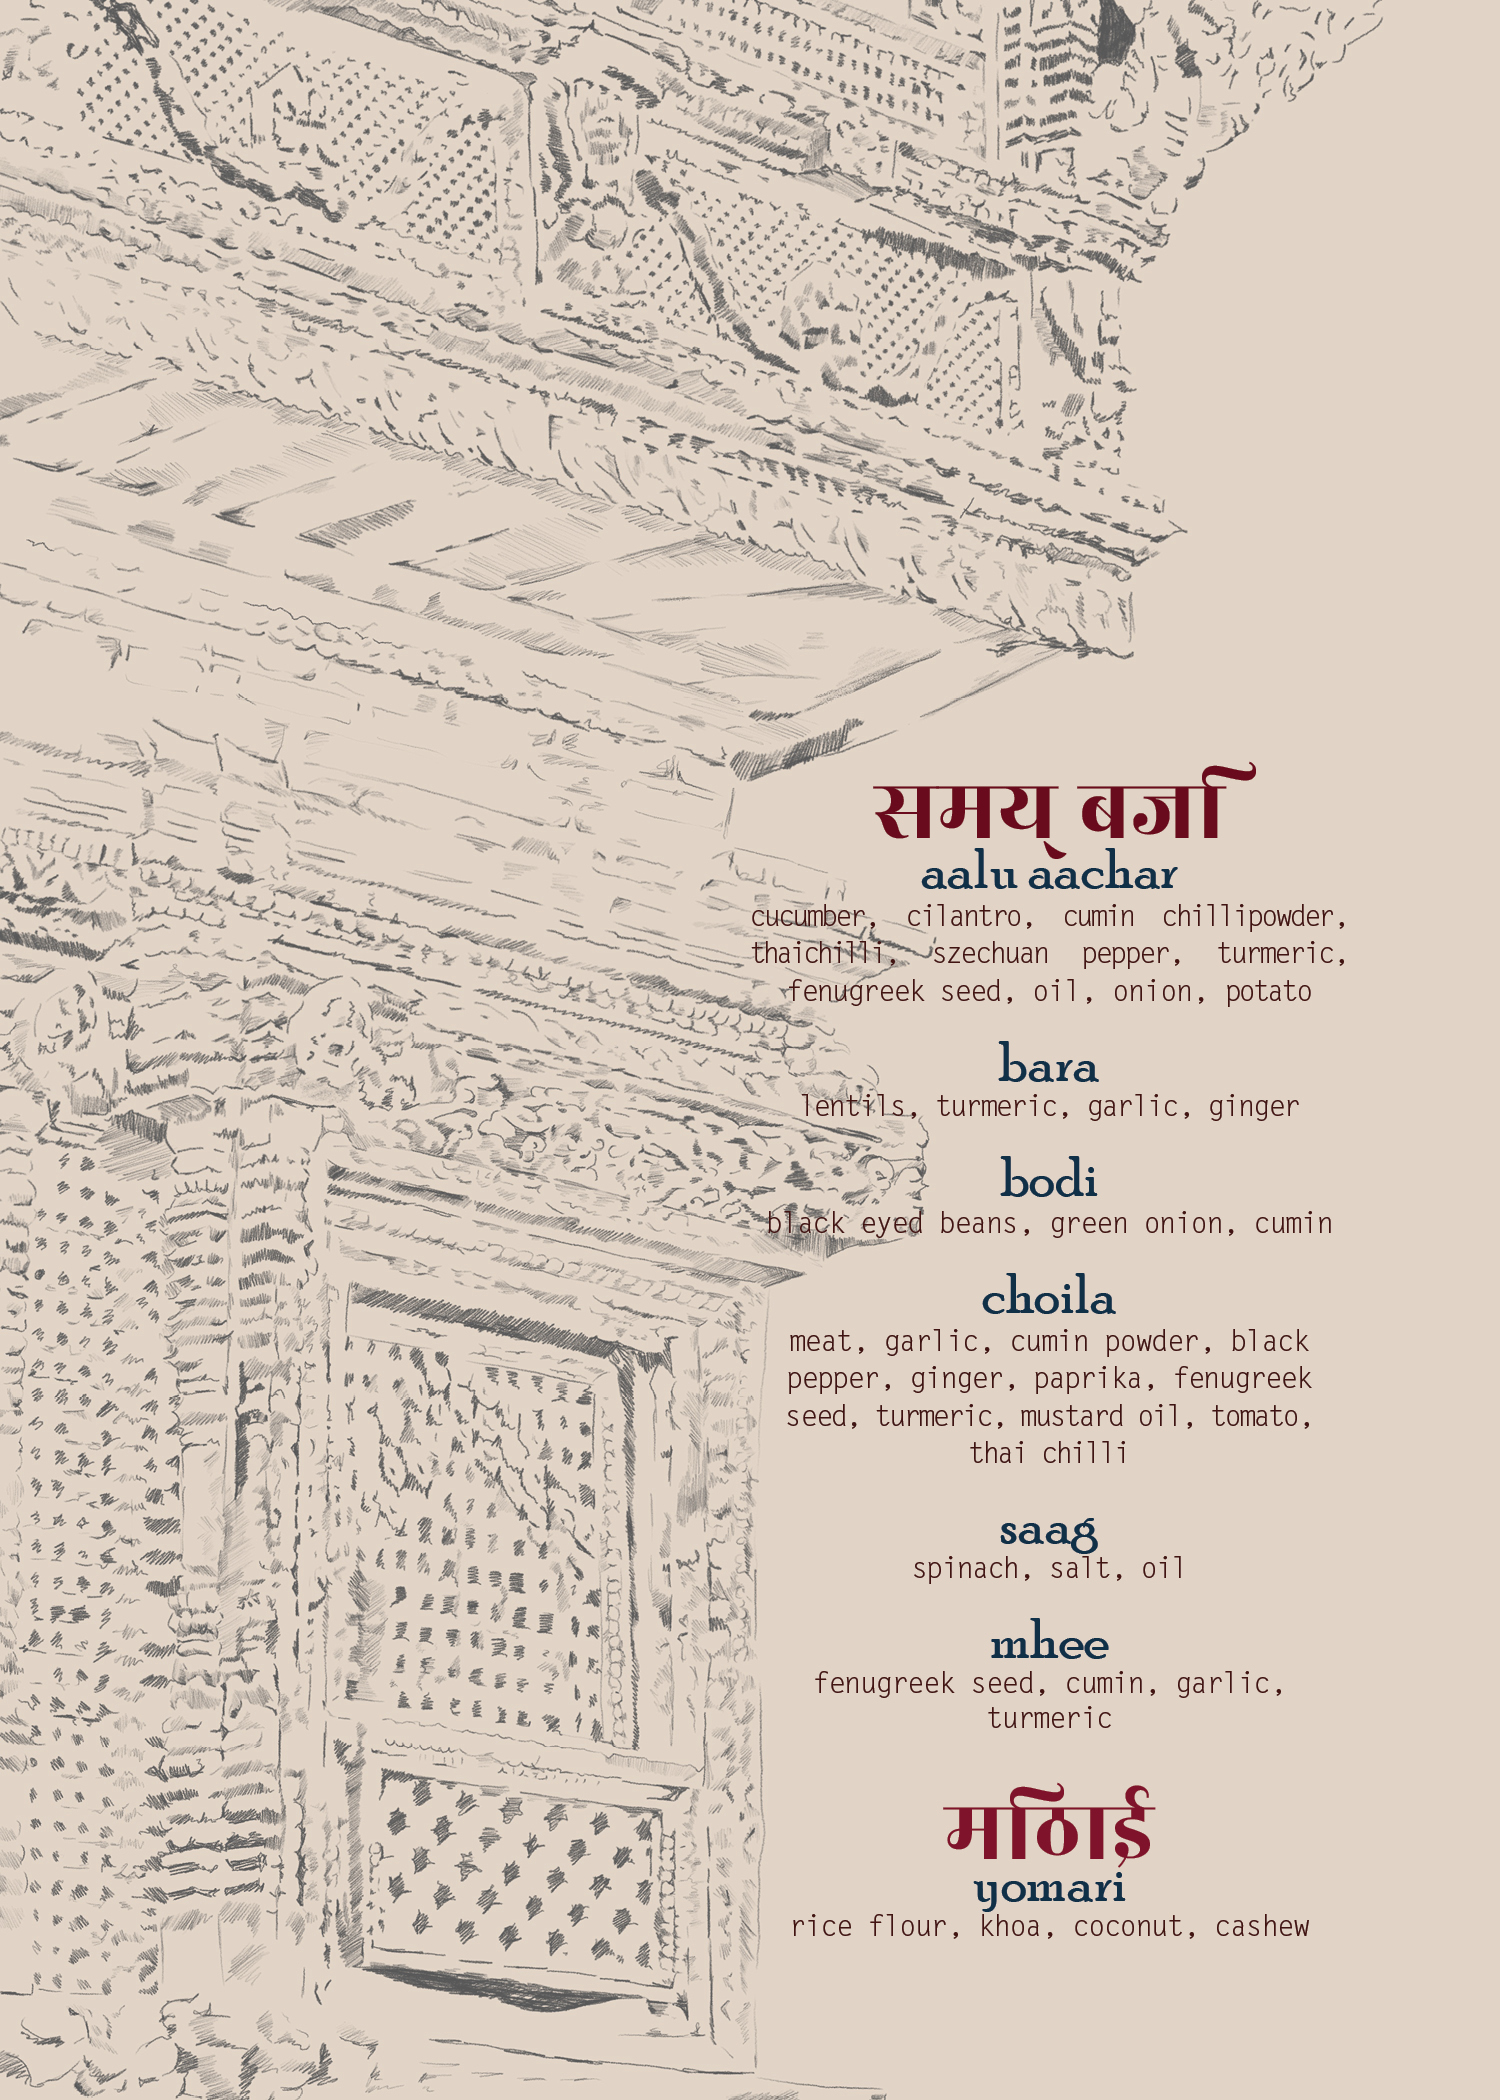 समय् बजि
aalu aachar
cucumber, cilantro, cumin chillipowder,
thaichilli, szechuan pepper, turmeric,
fenugreek seed, oil, onion, potato
bara
lentils, turmeric, garlic, ginger
bodi
black eyed beans, green onion, cumin
choila
meat, garlic, cumin powder, black
pepper, ginger, paprika, fenugreek
seed, turmeric, mustard oil, tomato,
thai chilli
saag
spinach, salt, oil
mhee
fenugreek seed, cumin, garlic,
turmeric
मिठाई
yomari
rice flour, khoa, coconut, cashew